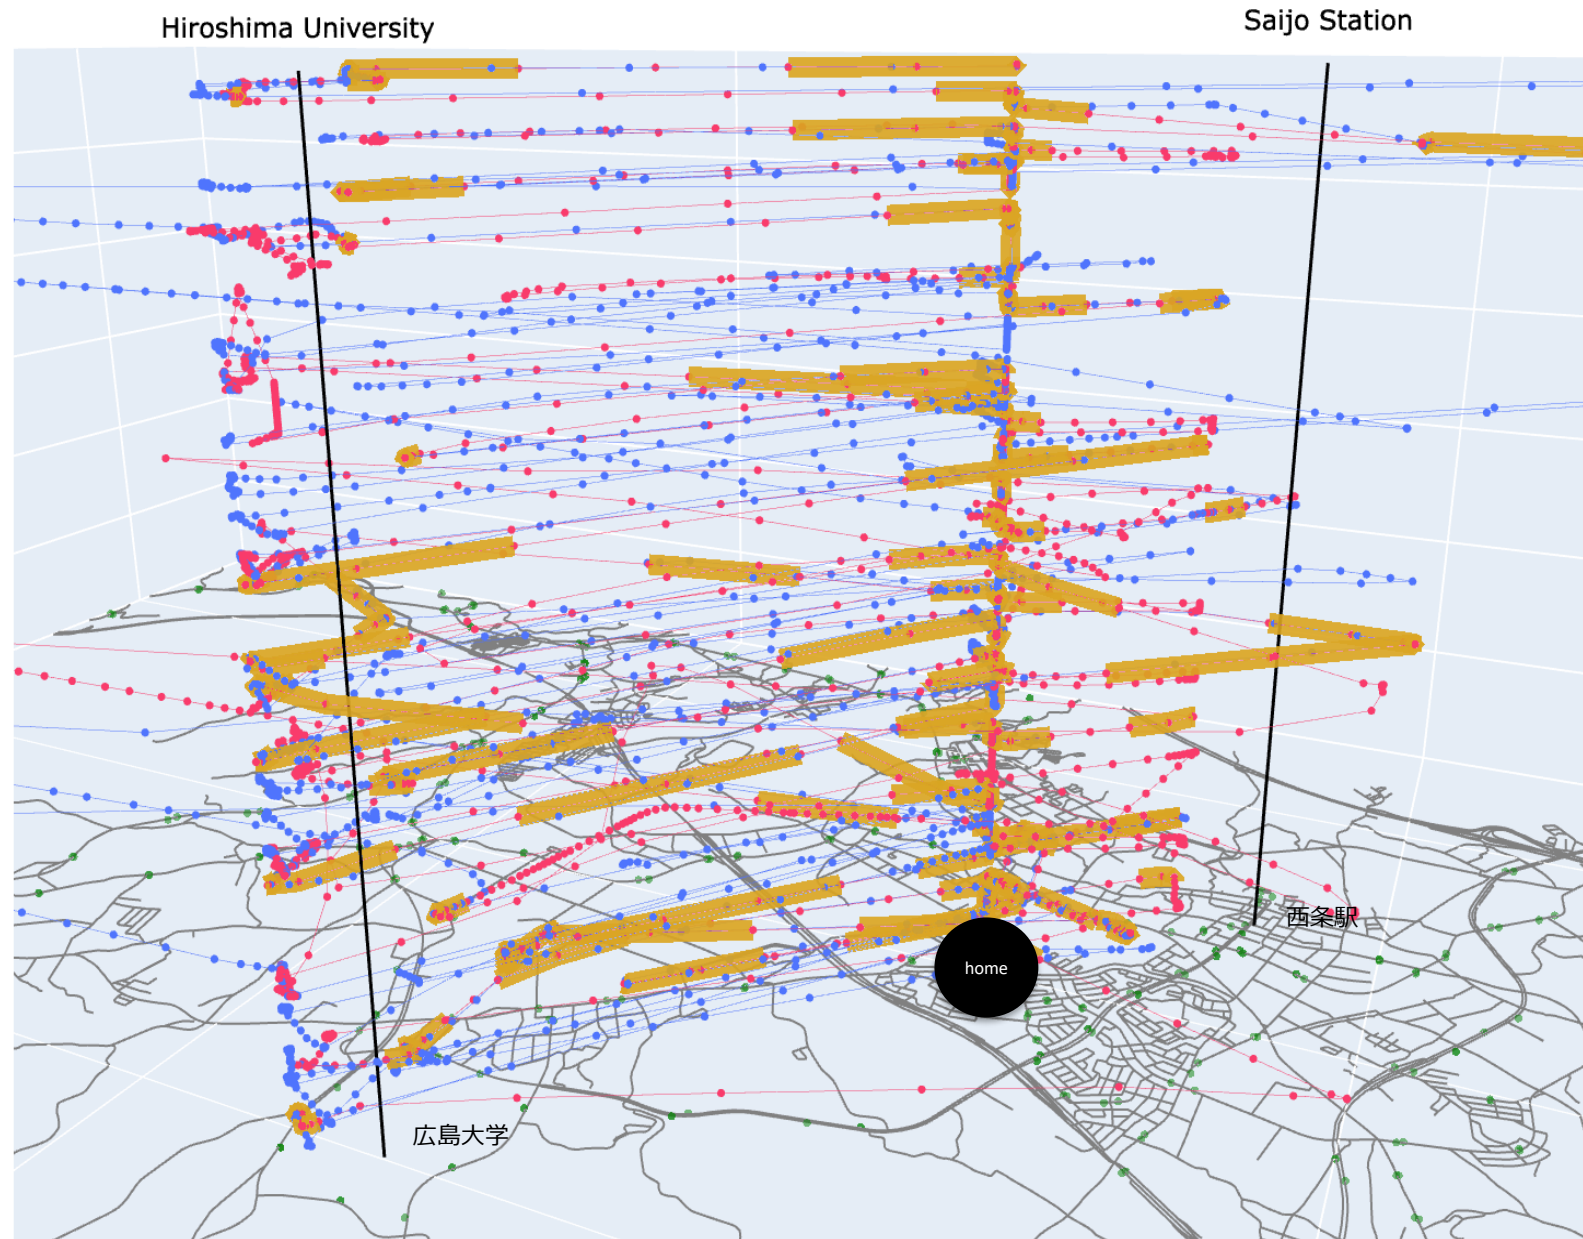 Hiroshima University
Saijo Station
西条駅
home
広島大学